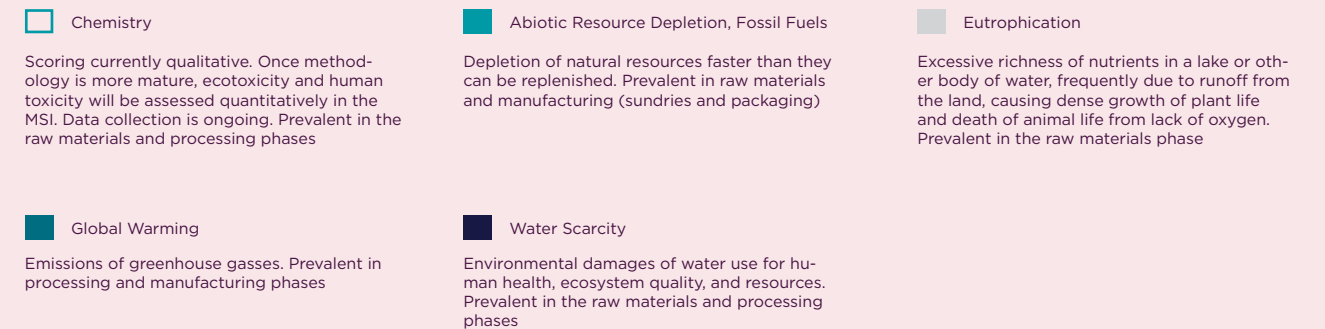 Chemistry
Scoring currently qualitative. Once method-
ology is more mature, ecotoxicity and human
toxicity will be assessed quantitatively in the
MSI. Data collection is ongoing. Prevalent in the
raw materials and processing phases
Abiotic Resource Depletion, Fossil Fuels
Depletion of natural resources faster than they
can be replenished. Prevalent in raw materials
and manufacturing (sundries and packaging)
Eutrophication
Excessive richness of nutrients in a lake or oth-
er body of water, frequently due to runoff from
the land, causing dense growth of plant life
and death of animal life from lack of oxygen.
Prevalent in the raw materials phase
Global Warming
Emissions of greenhouse gasses. Prevalent in
processing and manufacturing phases
Water Scarcity
Environmental damages of water use for hu-
man health, ecosystem quality, and resources.
Prevalent in the raw materials and processing
phases